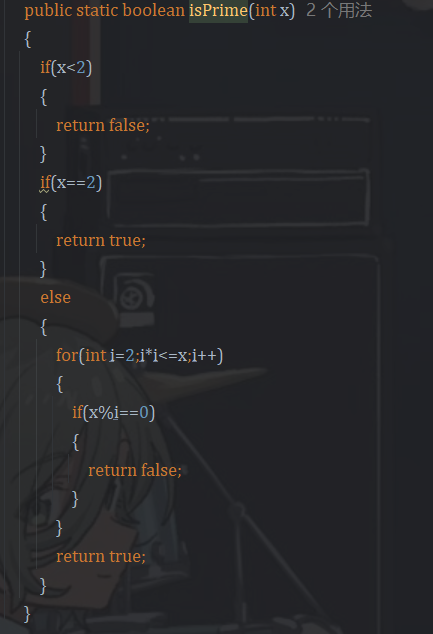 public static boolean isPrime(int x)  2 个用法
{
    if(x<2)
    {
        return false;
    }
    if(x==2)
    {
        return true;
    }
    else
    {
        for(int i=2;i*i<=x;i++)
        {
            if(x%i==0)
            {
                return false;
            }
        }
        return true;
    }
}